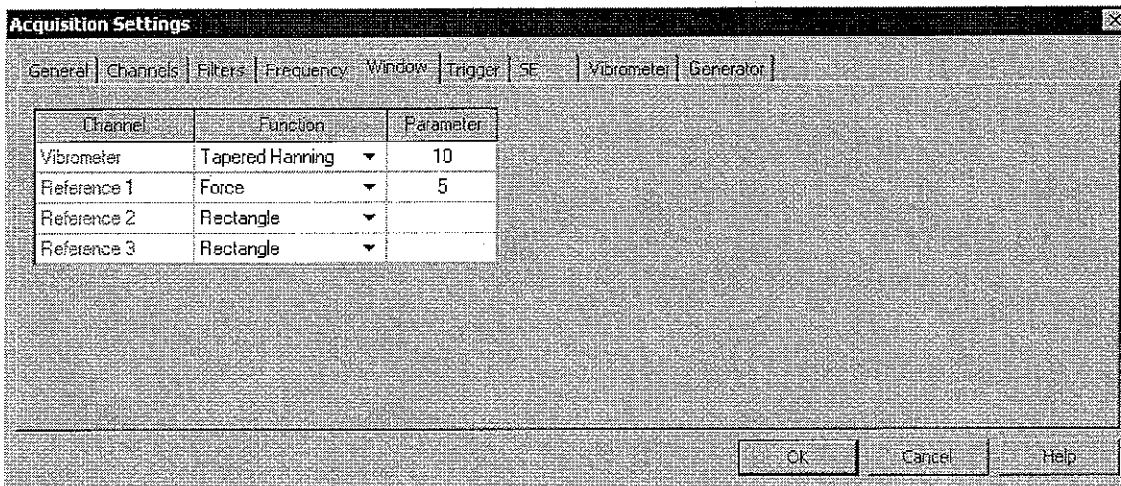 Acquisition Settings
General Channels Filters Frequency Window Trigger SE Vibrometer Generator
Channel Function Parameter
Vibrometer Tapered Hanning 10
Reference 1 Force 5
Reference 2 Rectangle
Reference 3 Rectangle
OK Cancel Help